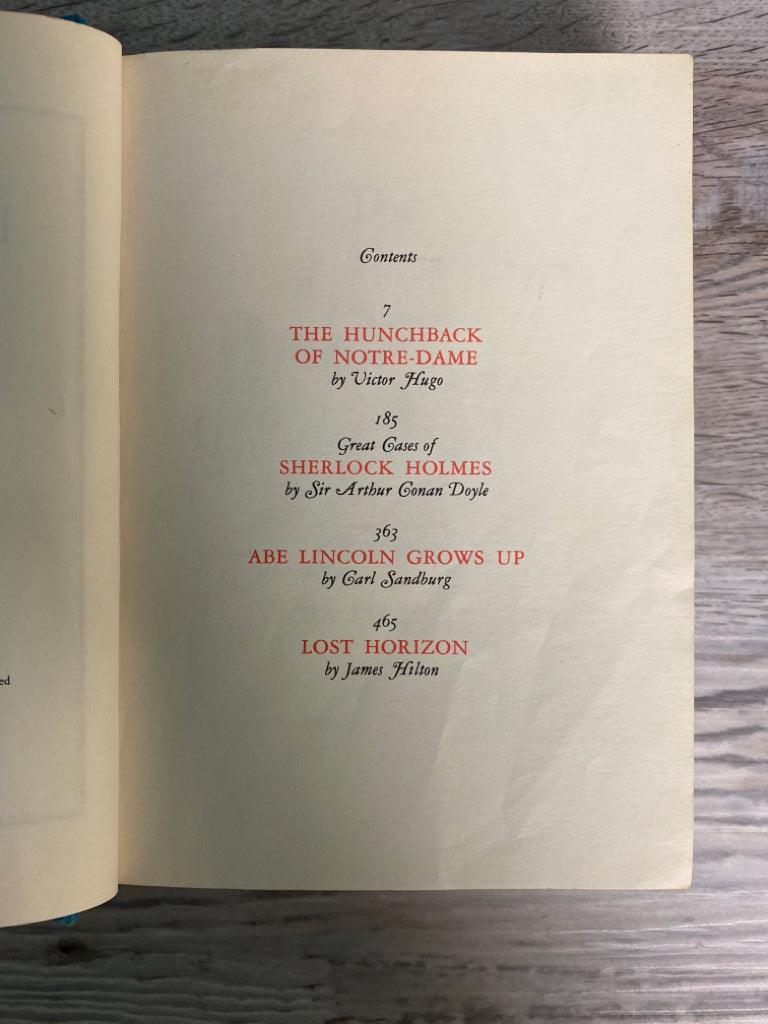 Contents
7
THE HUNCHBACK
OF NOTRE-DAME
by Victor Hugo
185
Great Cases of
SHERLOCK HOLMES
by Sir Arthur Conan Doyle
363
ABE LINCOLN GROWS UP
by Carl Sandburg
465
LOST HORIZON
by James Hilton